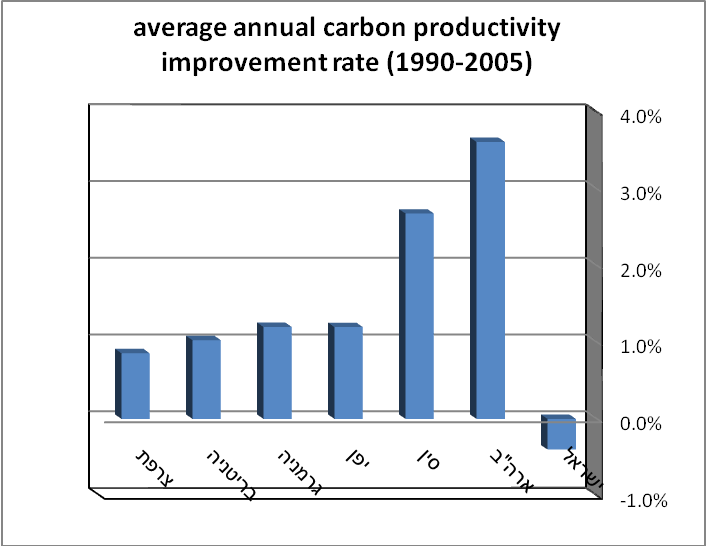 average annual carbon productivity
improvement rate (1990-2005)
4.0%
3.0%
2.0%
1.0%
0.0%
-1.0%
ישראל
ארה"ב
סין
יפן
גרמניה
בריטניה
צרפת